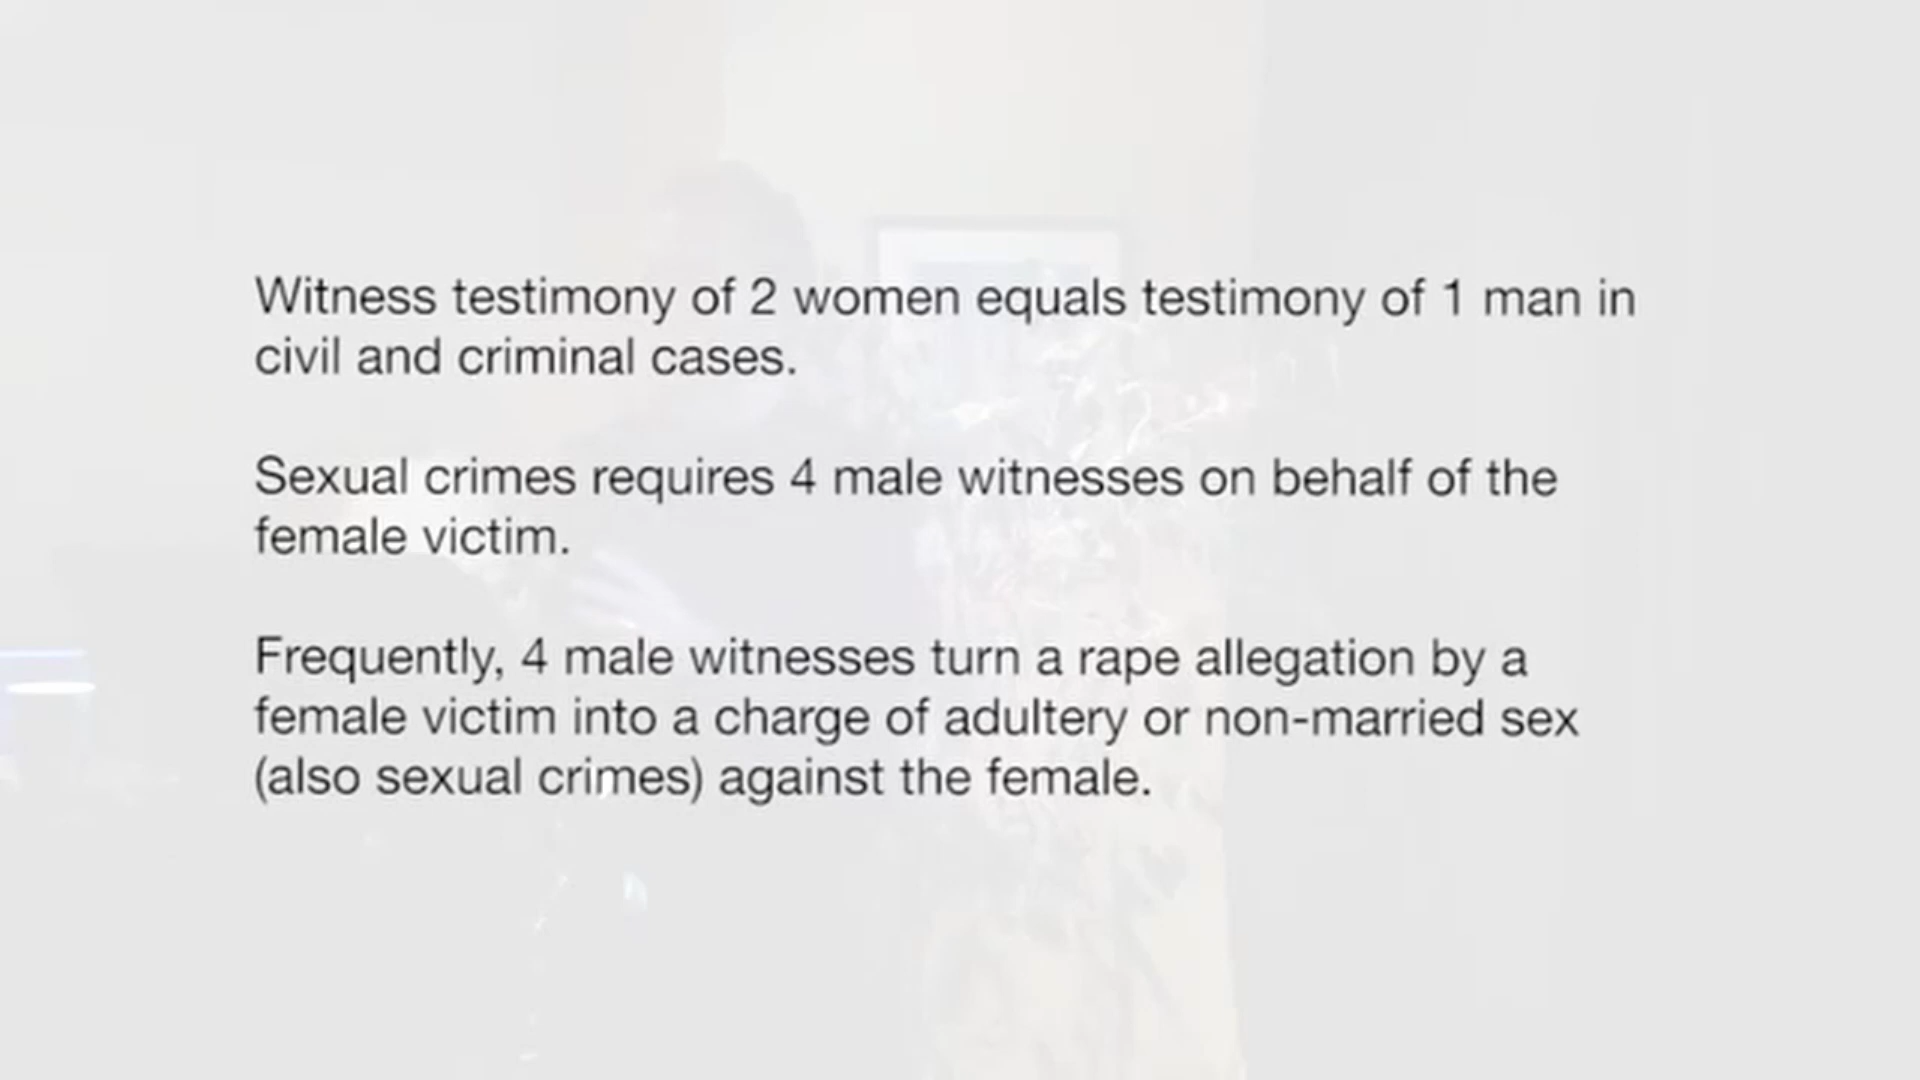 Witness testimony of 2 women equals testimony of 1 man in
civil and criminal cases.
Sexual crimes requires 4 male witnesses on behalf of the
female victim.
Frequently, 4 male witnesses turn a rape allegation by a
female victim into a charge of adultery or non-married sex
(also sexual crimes) against the female.